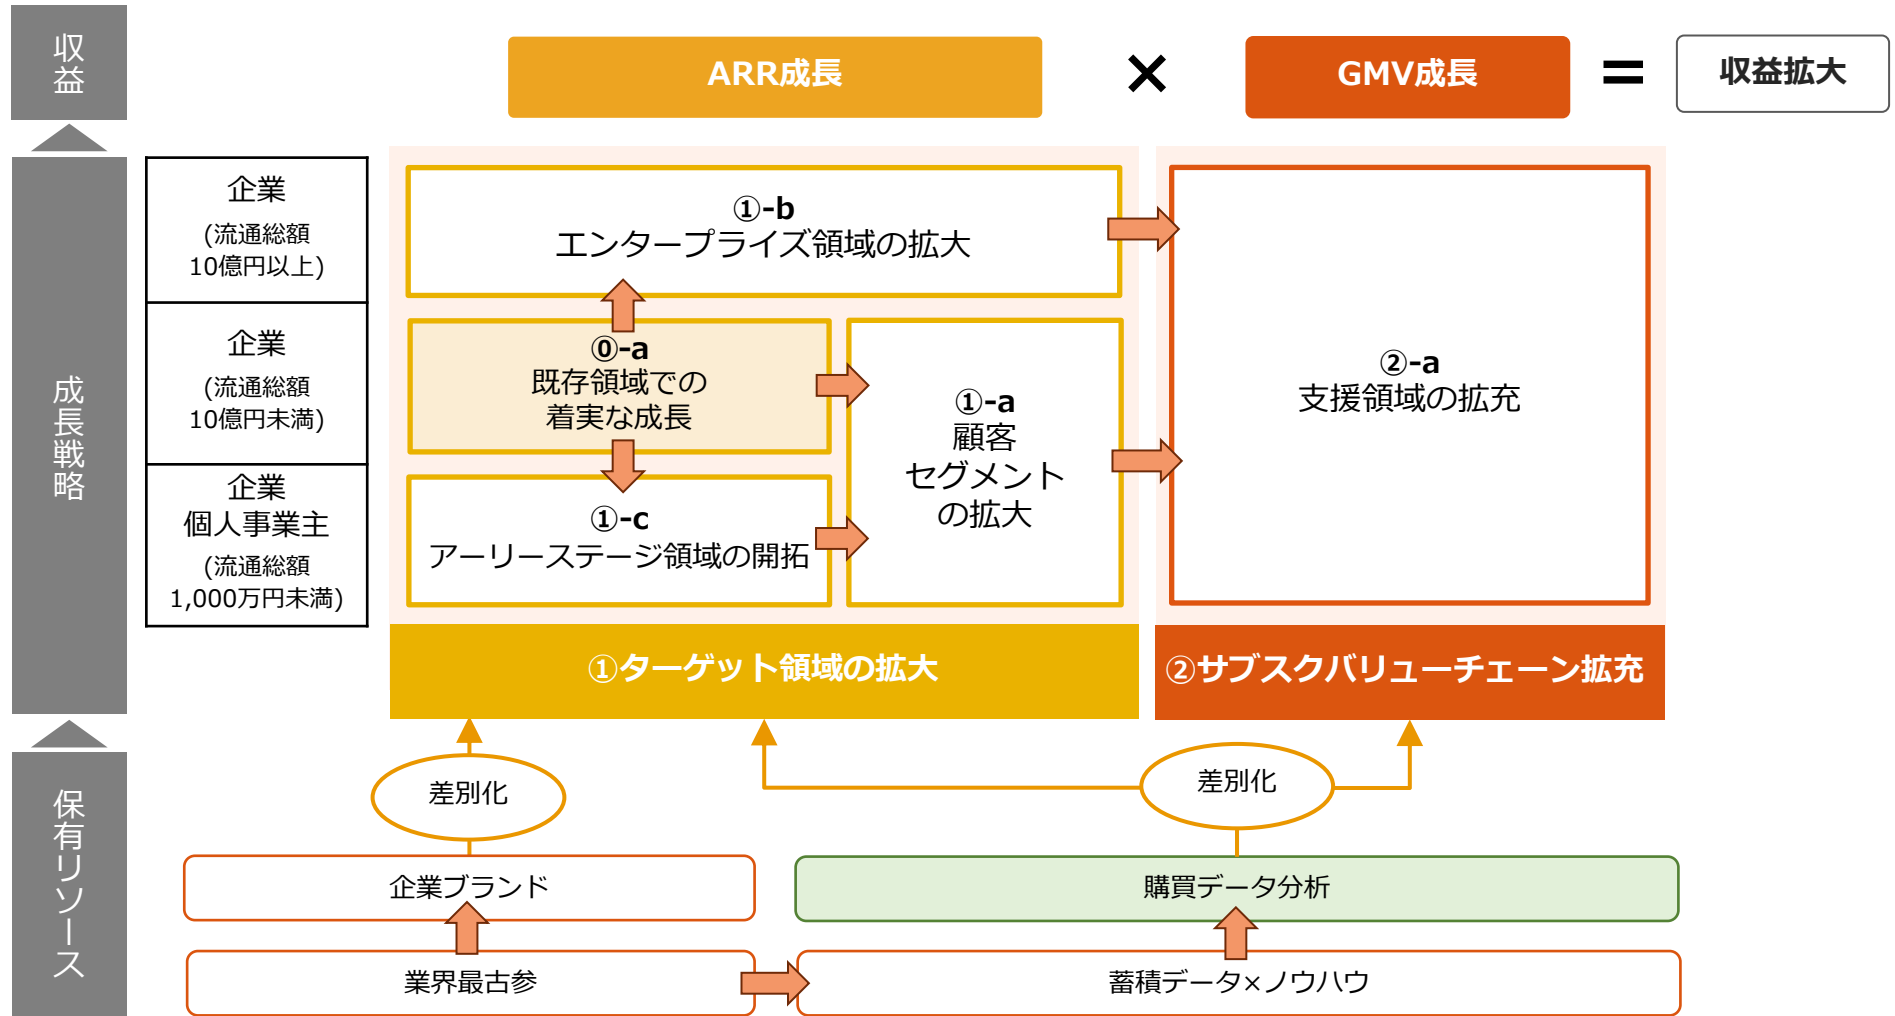 収益
ARR成長
×
GMV成長
=
収益拡大
成長戦略
企業
(流通総額
10億円以上)
企業
(流通総額
10億円未満)
企業
個人事業主
(流通総額
1,000万円未満)
①-b
エンタープライズ領域の拡大
⓪-a
既存領域での
着実な成長
①-c
アーリーステージ領域の開拓
①-a
顧客
セグメント
の拡大
②-a
支援領域の拡充
①ターゲット領域の拡大
②サブスクバリューチェーン拡充
保有リソース
差別化
差別化
企業ブランド
購買データ分析
業界最古参
蓄積データ×ノウハウ